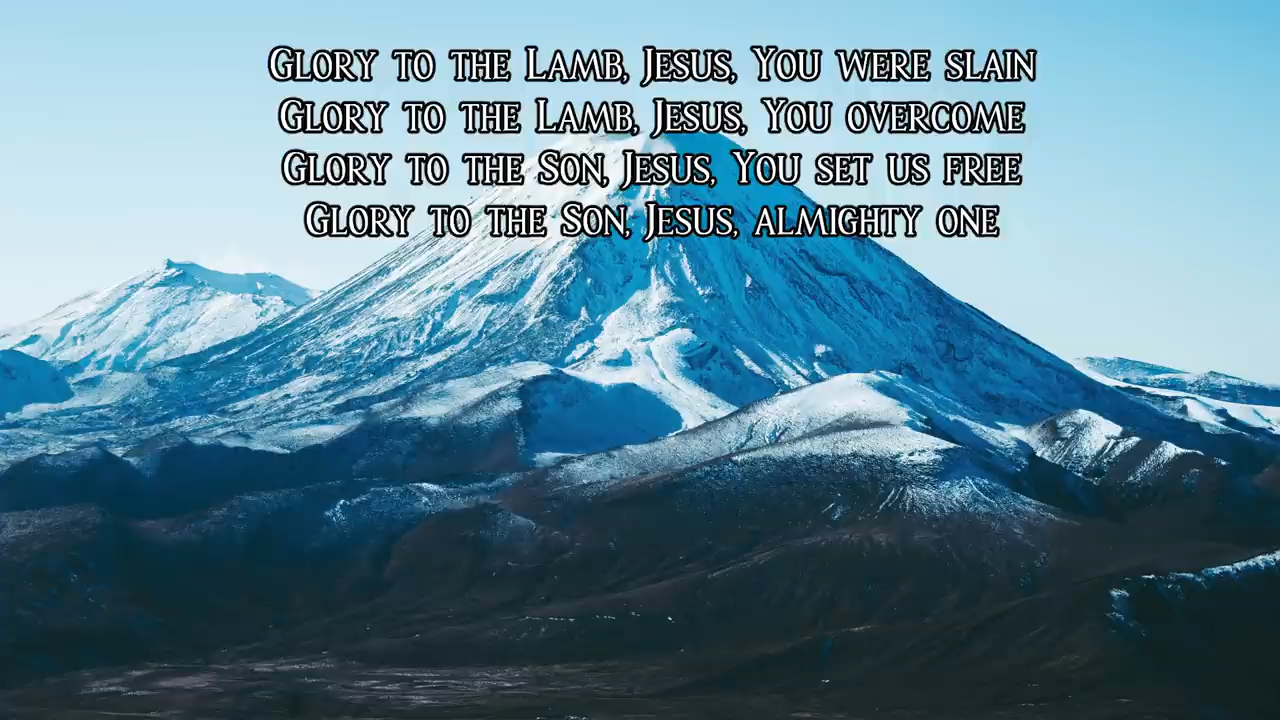 Glory to the Lamb, Jesus, You were slain
Glory to the Lamb, Jesus, You overcome
Glory to the Son, Jesus, You set us free
Glory to the Son, Jesus, almighty one